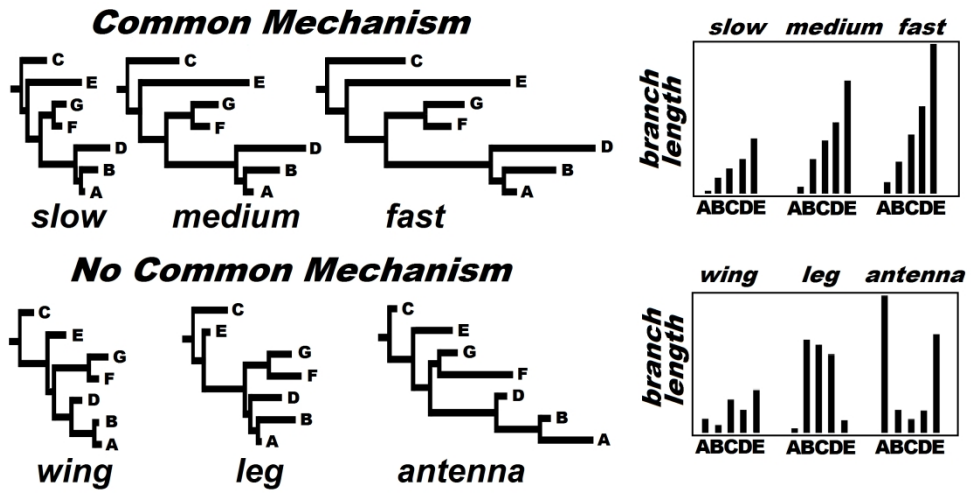 Common Mechanism
C
E
G
F
D
B
A
slow
C
E
G
F
D
B
A
medium
C
E
G
F
D
B
A
fast
slow medium fast
branch
length
ABCDE ABCDE ABCDE
No Common Mechanism
C
E
G
F
D
B
A
wing
C
E
G
F
D
B
A
leg
C
E
G
F
D
B
A
antenna
wing leg antenna
branch
length
ABCDE ABCDE ABCDE